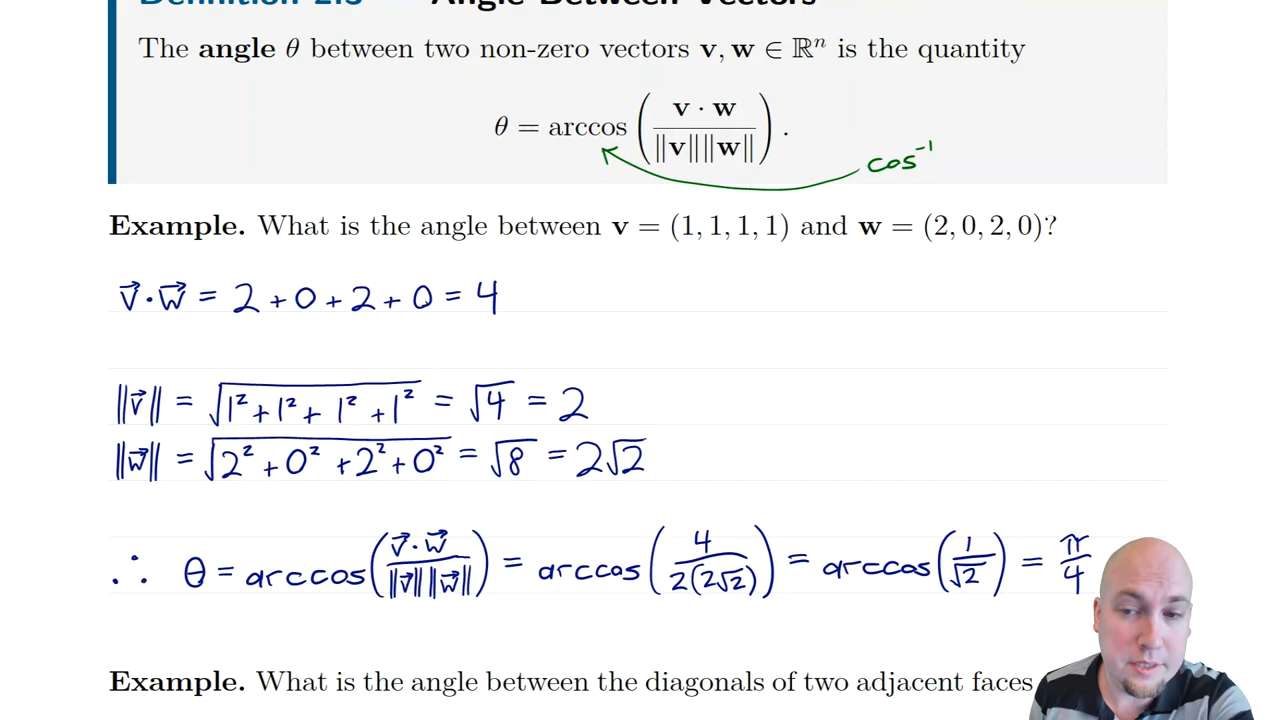 Definition 2.3 — Angle Between Vectors
The angle θ between two non-zero vectors v, w ∈ ℝⁿ is the quantity
θ = arccos ( v · w / ‖v‖‖w‖ ) .
cos⁻¹
Example. What is the angle between v = (1, 1, 1, 1) and w = (2, 0, 2, 0)?
v⃗·w⃗ = 2 + 0 + 2 + 0 = 4
‖v⃗‖ = √(1² + 1² + 1² + 1²) = √4 = 2
‖w⃗‖ = √(2² + 0² + 2² + 0²) = √8 = 2√2
∴ θ = arccos( v⃗·w⃗ / ‖v⃗‖‖w⃗‖ ) = arccos( 4 / 2(2√2) ) = arccos( 1 / √2 ) = π/4
Example. What is the angle between the diagonals of two adjacent faces